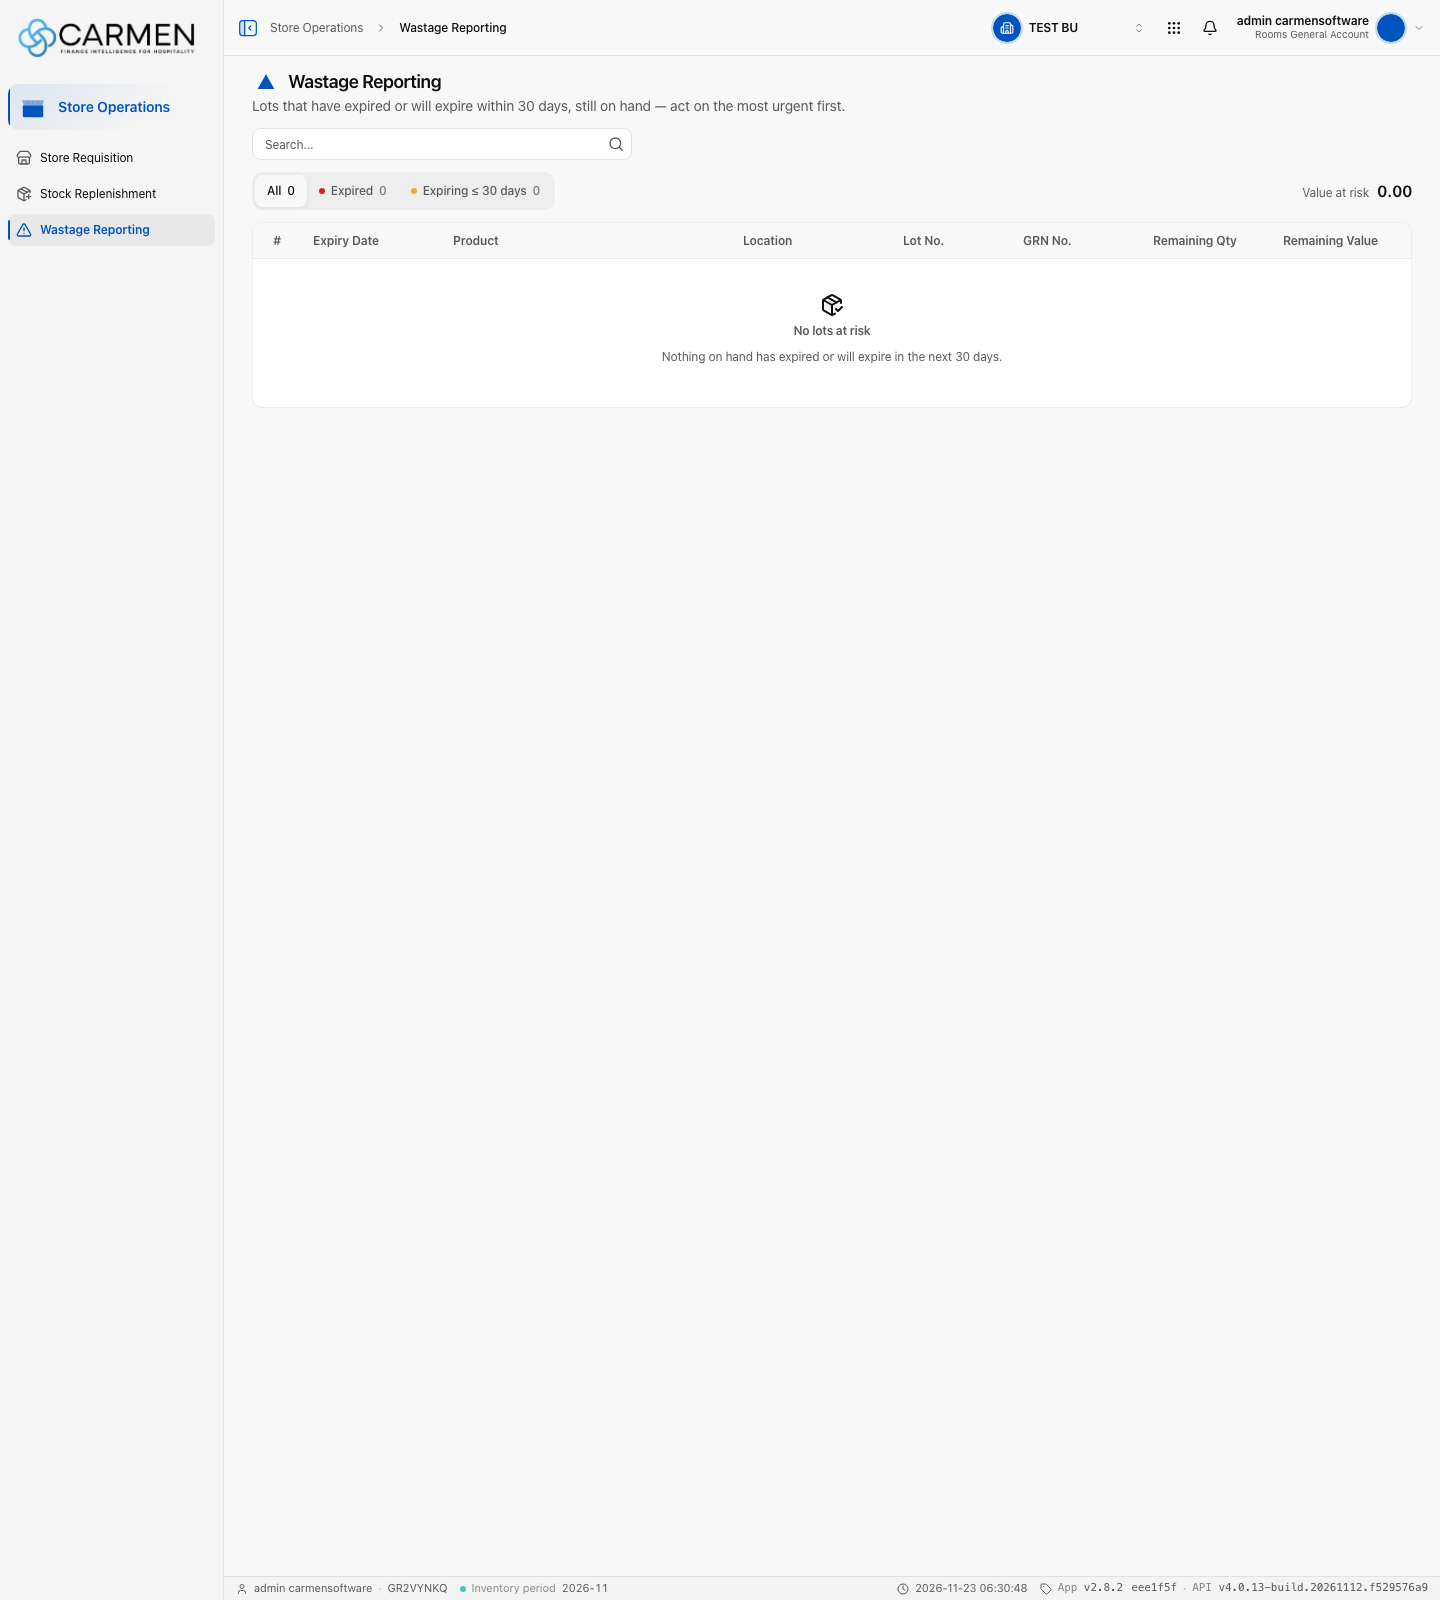 CARMEN
FINANCE INTELLIGENCE FOR HOSPITALITY
Store Operations
Store Requisition
Stock Replenishment
Wastage Reporting
Store Operations > Wastage Reporting
TEST BU
admin carmensoftware
Rooms General Account
Wastage Reporting
Lots that have expired or will expire within 30 days, still on hand — act on the most urgent first.
Search...
All 0 Expired 0 Expiring ≤ 30 days 0
Value at risk 0.00
# Expiry Date Product Location Lot No. GRN No. Remaining Qty Remaining Value
No lots at risk
Nothing on hand has expired or will expire in the next 30 days.
admin carmensoftware · GR2VYNKQ Inventory period 2026-11
2026-11-23 06:30:48 App v2.8.2 eee1f5f · API v4.0.13-build.20261112.f529576a9